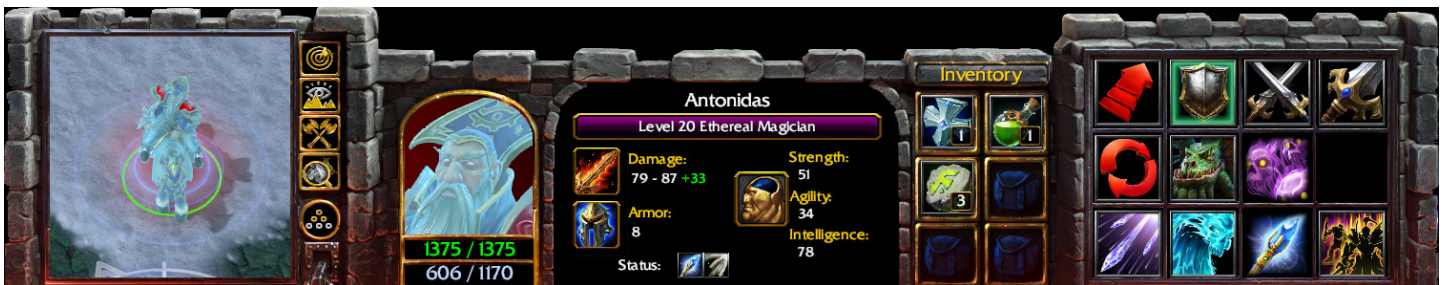 Antonidas
Level 20 Ethereal Magician
Damage:
79 - 87 +33
Armor:
8
Status:
Strength:
51
Agility:
34
Intelligence:
78
1375 / 1375
606 / 1170
Inventory
1
1
3